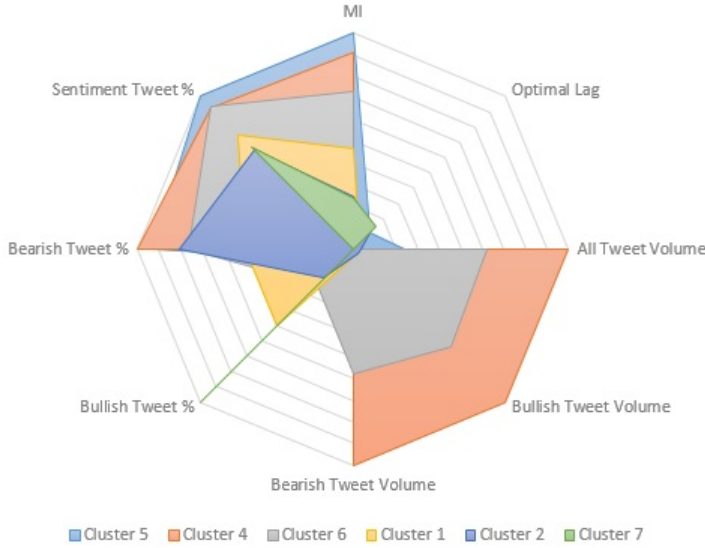 MI
Sentiment Tweet %
Optimal Lag
Bearish Tweet %
All Tweet Volume
Bullish Tweet %
Bullish Tweet Volume
Bearish Tweet Volume
Cluster 5 Cluster 4 Cluster 6 Cluster 1 Cluster 2 Cluster 7